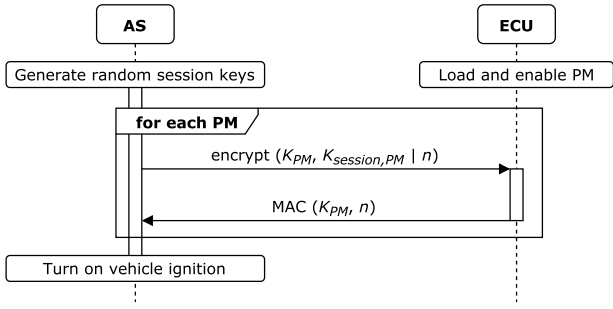 AS
ECU
Generate random session keys
Load and enable PM
for each PM
encrypt (K_PM, K_session,PM | n)
MAC (K_PM, n)
Turn on vehicle ignition